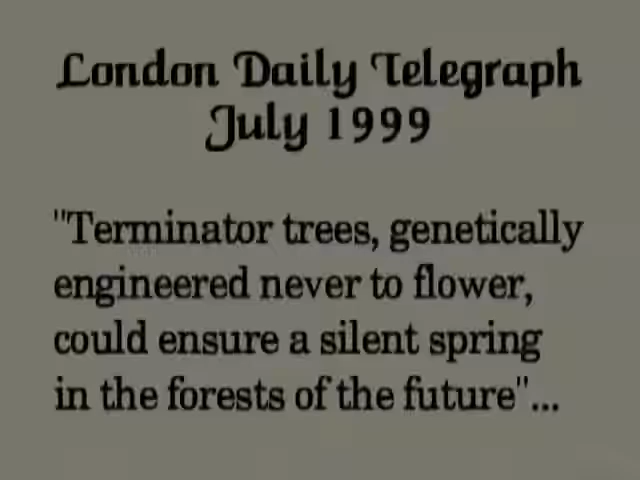 London Daily Telegraph
July 1999
"Terminator trees, genetically
engineered never to flower,
could ensure a silent spring
in the forests of the future"...